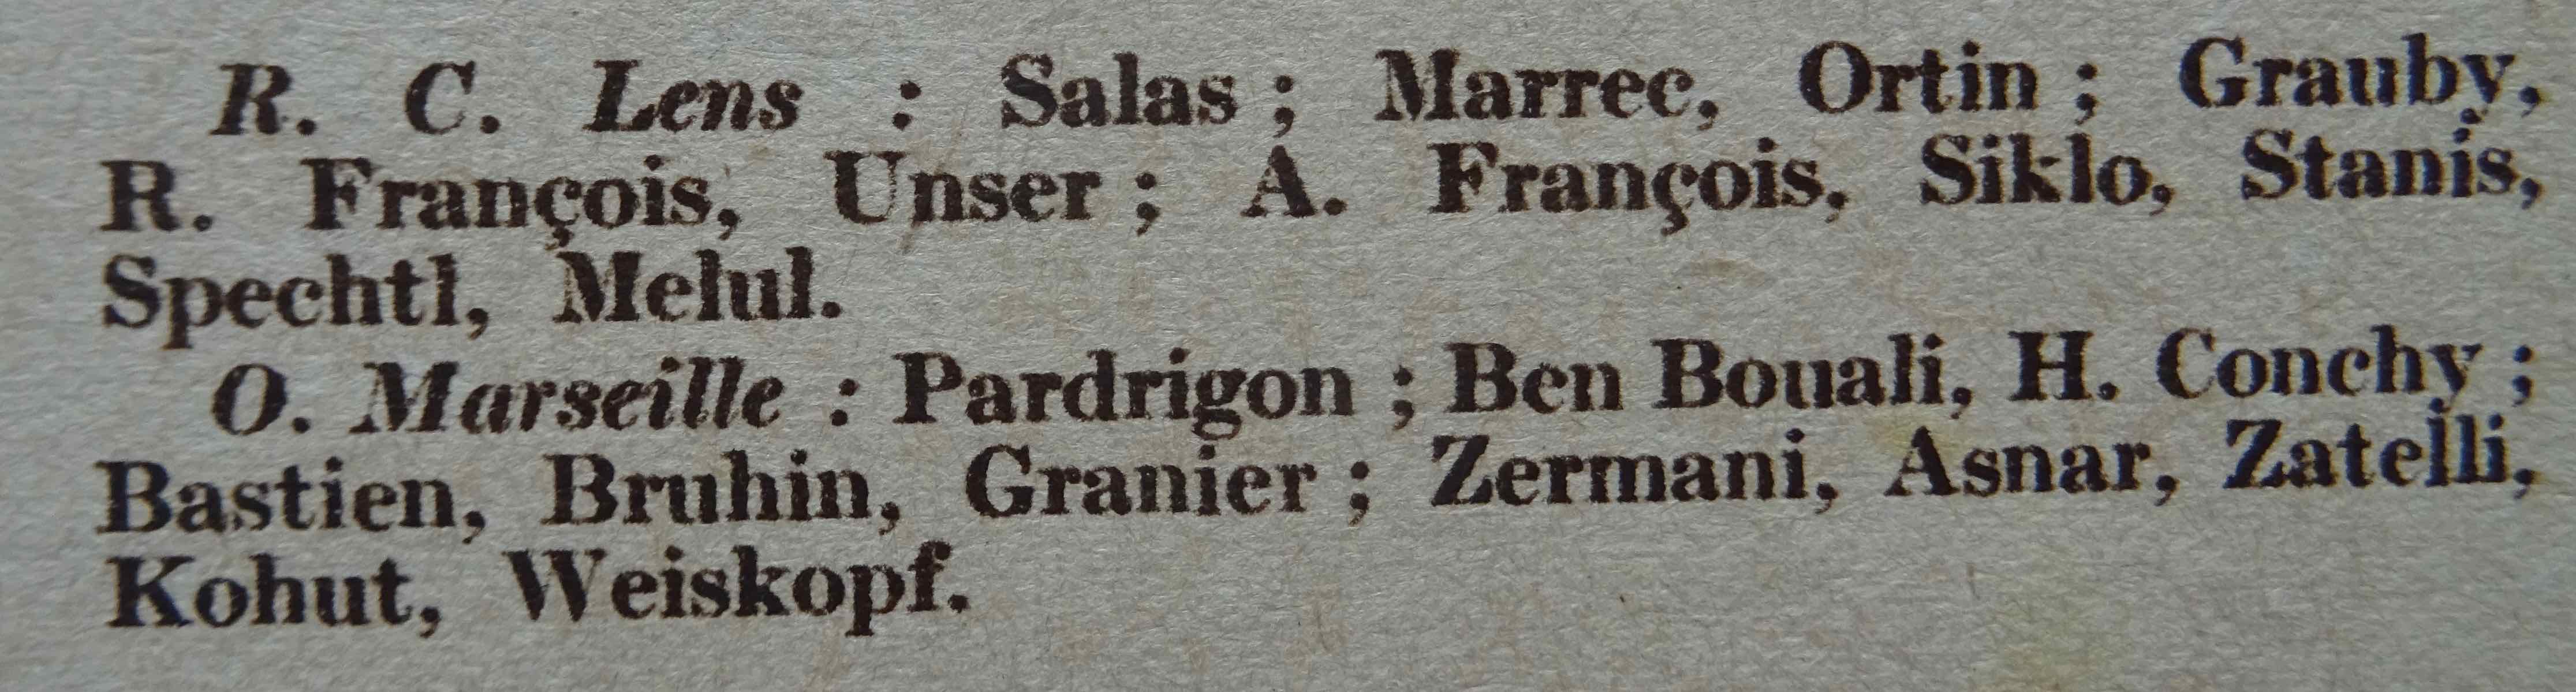 R. C. Lens : Salas ; Marrec, Ortin ; Grauby,
R. François, Unser ; A. François, Siklo, Stanis,
Spechtl, Melul.
O. Marseille : Pardrigon ; Ben Bouali, H. Conchy ;
Bastien, Bruhin, Granier ; Zermani, Asnar, Zatelli,
Kohut, Weiskopf.